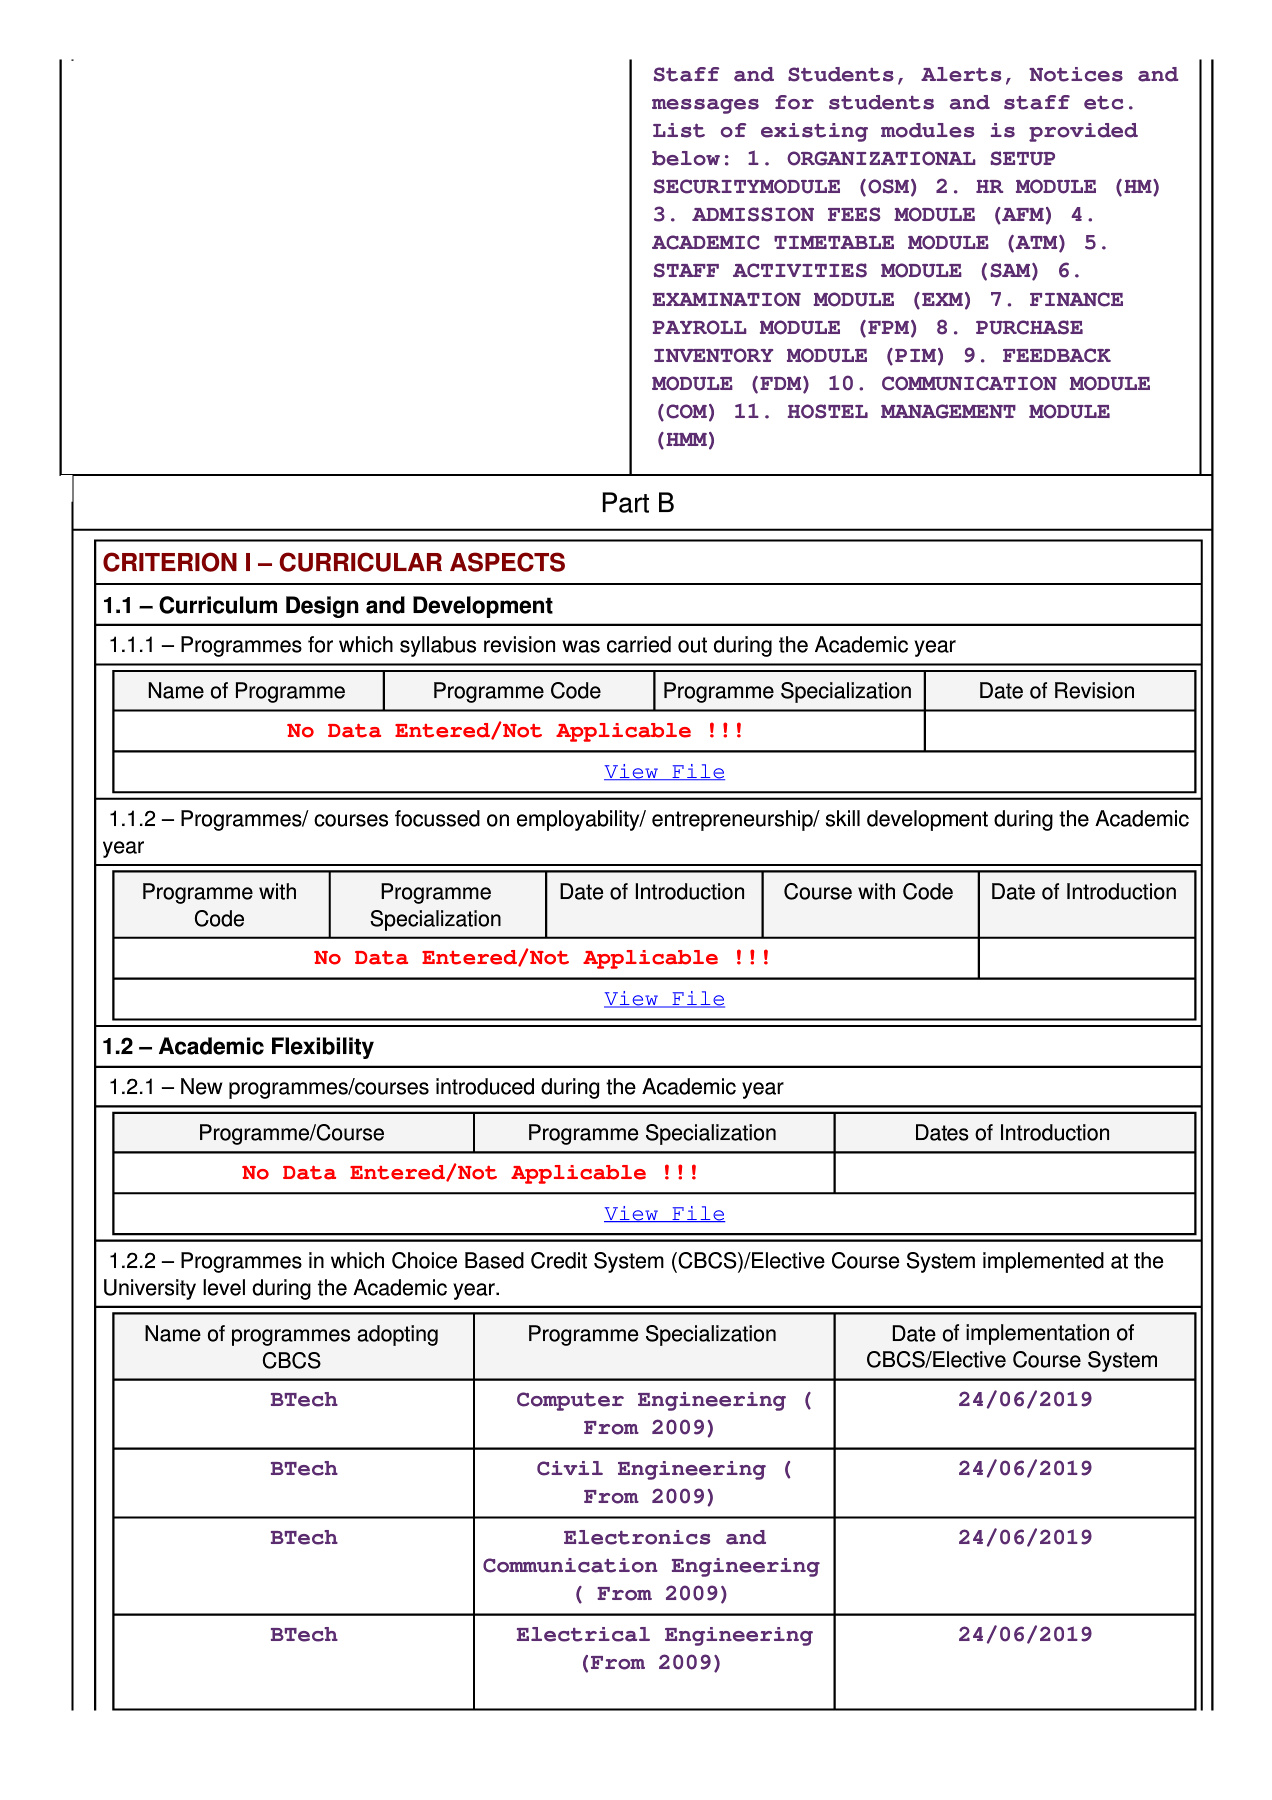 Staff and Students, Alerts, Notices and
messages for students and staff etc.
List of existing modules is provided
below: 1. ORGANIZATIONAL SETUP
SECURITYMODULE (OSM) 2. HR MODULE (HM)
3. ADMISSION FEES MODULE (AFM) 4.
ACADEMIC TIMETABLE MODULE (ATM) 5.
STAFF ACTIVITIES MODULE (SAM) 6.
EXAMINATION MODULE (EXM) 7. FINANCE
PAYROLL MODULE (FPM) 8. PURCHASE
INVENTORY MODULE (PIM) 9. FEEDBACK
MODULE (FDM) 10. COMMUNICATION MODULE
(COM) 11. HOSTEL MANAGEMENT MODULE
(HMM)
Part B
CRITERION I – CURRICULAR ASPECTS
1.1 – Curriculum Design and Development
1.1.1 – Programmes for which syllabus revision was carried out during the Academic year
Name of Programme Programme Code Programme Specialization Date of Revision
No Data Entered/Not Applicable !!!
View File
1.1.2 – Programmes/ courses focussed on employability/ entrepreneurship/ skill development during the Academic
year
Programme with Programme Date of Introduction Course with Code Date of Introduction
Code Specialization
No Data Entered/Not Applicable !!!
View File
1.2 – Academic Flexibility
1.2.1 – New programmes/courses introduced during the Academic year
Programme/Course Programme Specialization Dates of Introduction
No Data Entered/Not Applicable !!!
View File
1.2.2 – Programmes in which Choice Based Credit System (CBCS)/Elective Course System implemented at the
University level during the Academic year.
Name of programmes adopting Programme Specialization Date of implementation of
CBCS CBCS/Elective Course System
BTech Computer Engineering ( 24/06/2019
From 2009)
BTech Civil Engineering ( 24/06/2019
From 2009)
BTech Electronics and 24/06/2019
Communication Engineering
( From 2009)
BTech Electrical Engineering 24/06/2019
(From 2009)